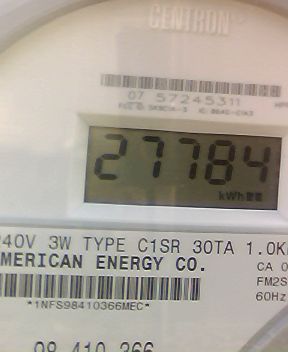 CENTRON
07 57245311
27784
kWh
240V 3W TYPE C1SR 30TA 1.0K
MERICAN ENERGY CO.
CA 0
FM2S
60Hz
*1NFS98410366MEC*
98 410 366